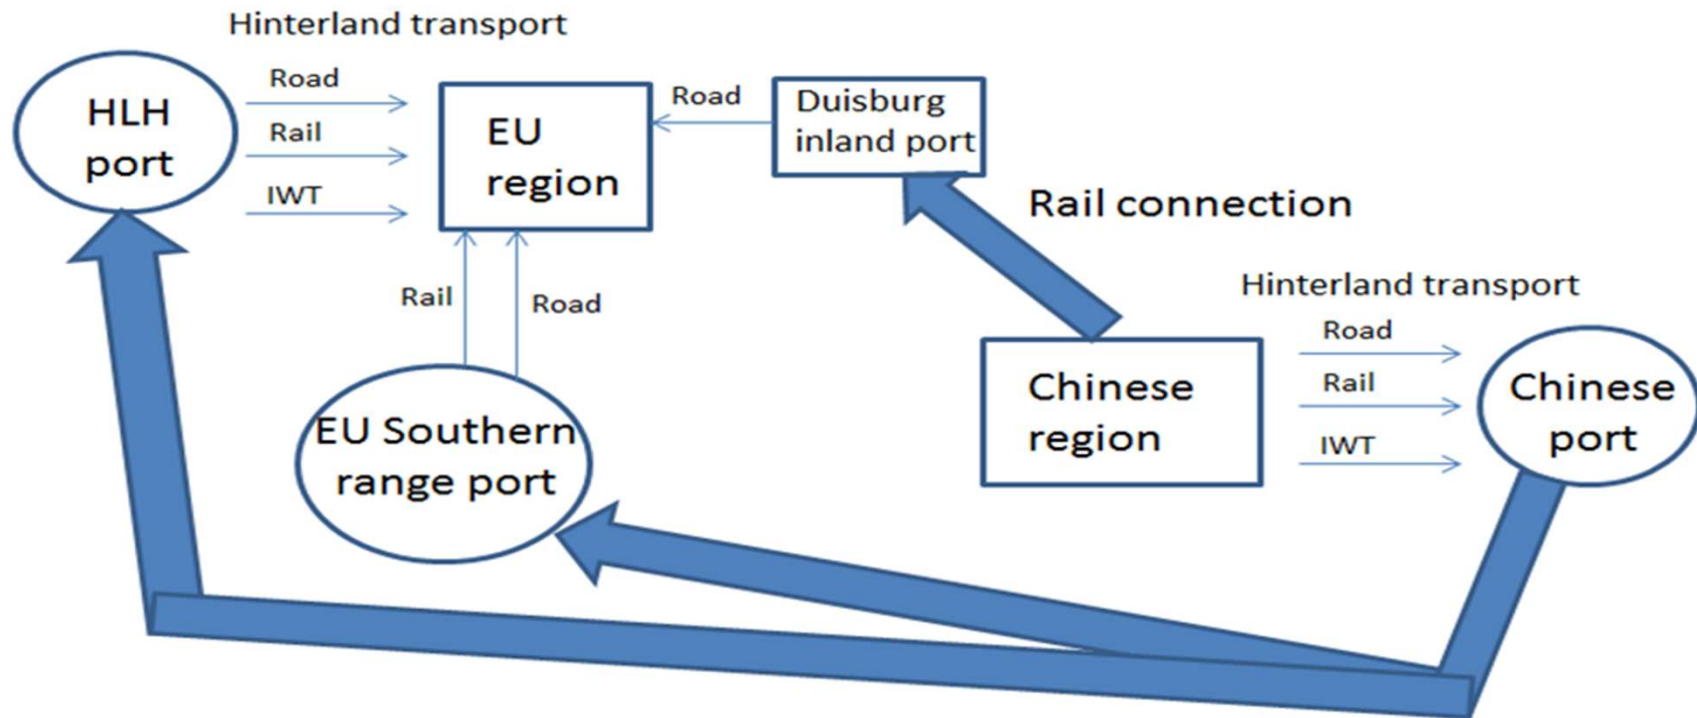 Hinterland transport
HLH
port
Road
Rail
IWT
EU
region
Road
Duisburg
inland port
Rail connection
Rail
Road
EU Southern
range port
Hinterland transport
Chinese
region
Road
Rail
IWT
Chinese
port